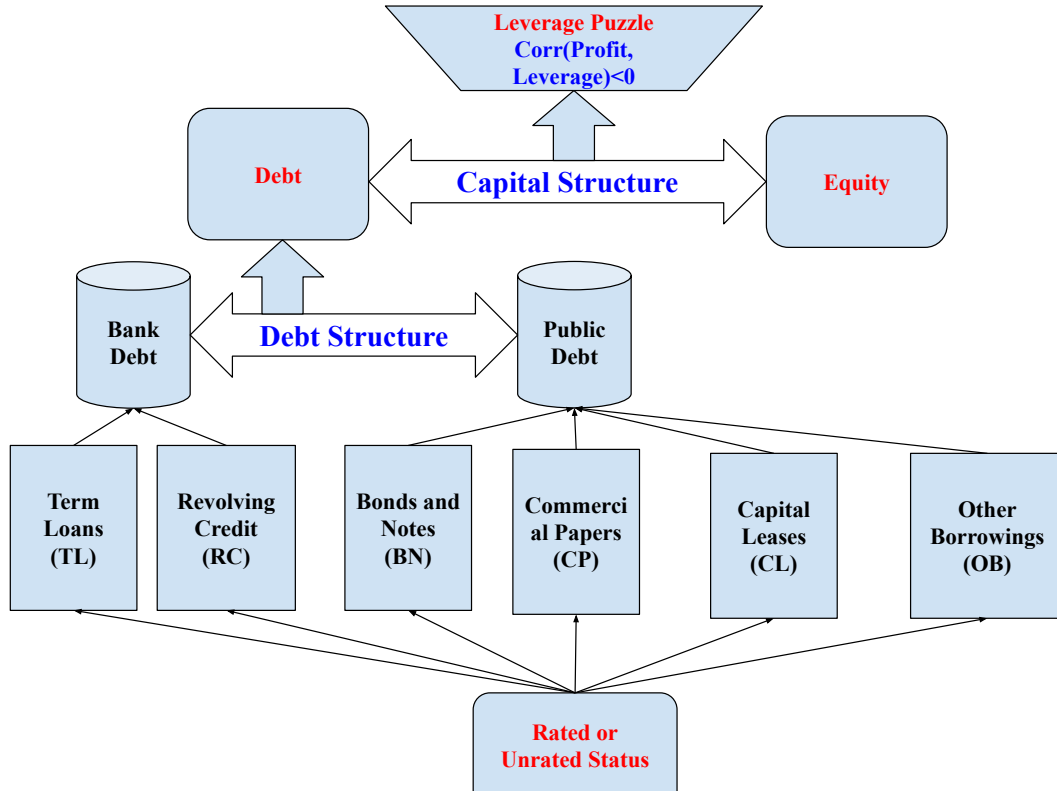 Leverage Puzzle
Corr(Profit,
Leverage)<0
Debt
Capital Structure
Equity
Bank
Debt
Debt Structure
Public
Debt
Term
Loans
(TL)
Revolving
Credit
(RC)
Bonds and
Notes
(BN)
Commerci
al Papers
(CP)
Capital
Leases
(CL)
Other
Borrowings
(OB)
Rated or
Unrated Status